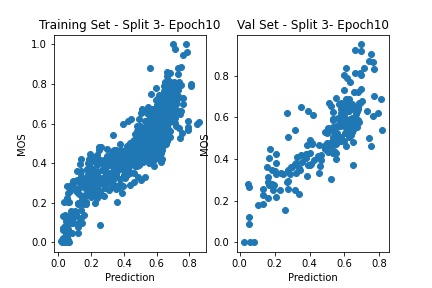 Training Set - Split 3- Epoch10
Val Set - Split 3- Epoch10
MOS
1.0
0.8
0.6
0.4
0.2
0.0
0.0 0.2 0.4 0.6 0.8
Prediction
MOS
0.8
0.6
0.4
0.2
0.0
0.0 0.2 0.4 0.6 0.8
Prediction